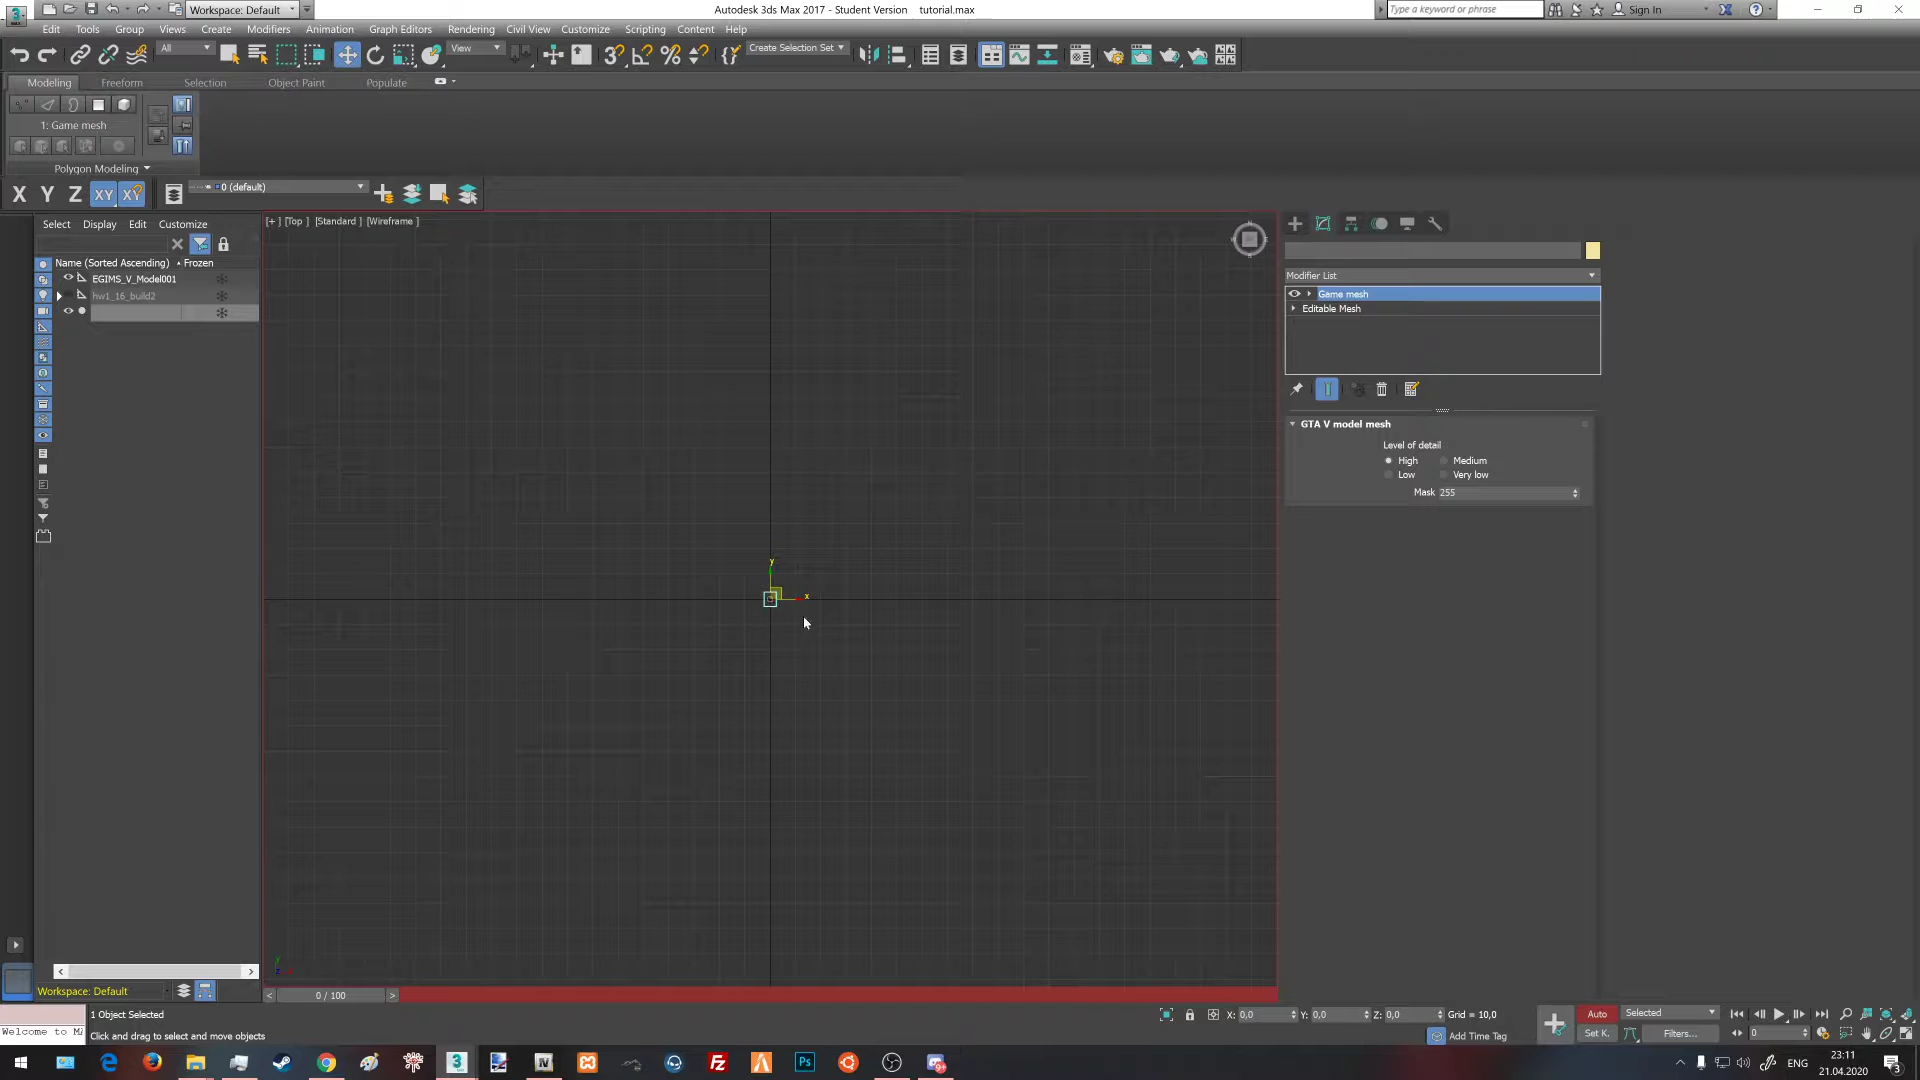 Workspace: Default
Autodesk 3ds Max 2017 - Student Version tutorial.max
Type a keyword or phrase
Sign In
Edit Tools Group Views Create Modifiers Animation Graph Editors Rendering Civil View Customize Scripting Content Help
All
View
Create Selection Set
Modeling Freeform Selection Object Paint Populate
1: Game mesh
Polygon Modeling
X Y Z XY XY
0 (default)
Select Display Edit Customize
[+] [Top] [Standard] [Wireframe]
Name (Sorted Ascending) Frozen
EGIMS_V_Model001
hw1_16_build2
Modifier List
Game mesh
Editable Mesh
GTA V model mesh
Level of detail
High Medium
Low Very low
Mask 255
y
x
Workspace: Default
0 / 100
1 Object Selected
Click and drag to select and move objects
Welcome to Mi
X: 0,0 Y: 0,0 Z: 0,0 Grid = 10,0
Add Time Tag
Auto Selected
Set K. Filters...
0
ENG
23:11
21.04.2020